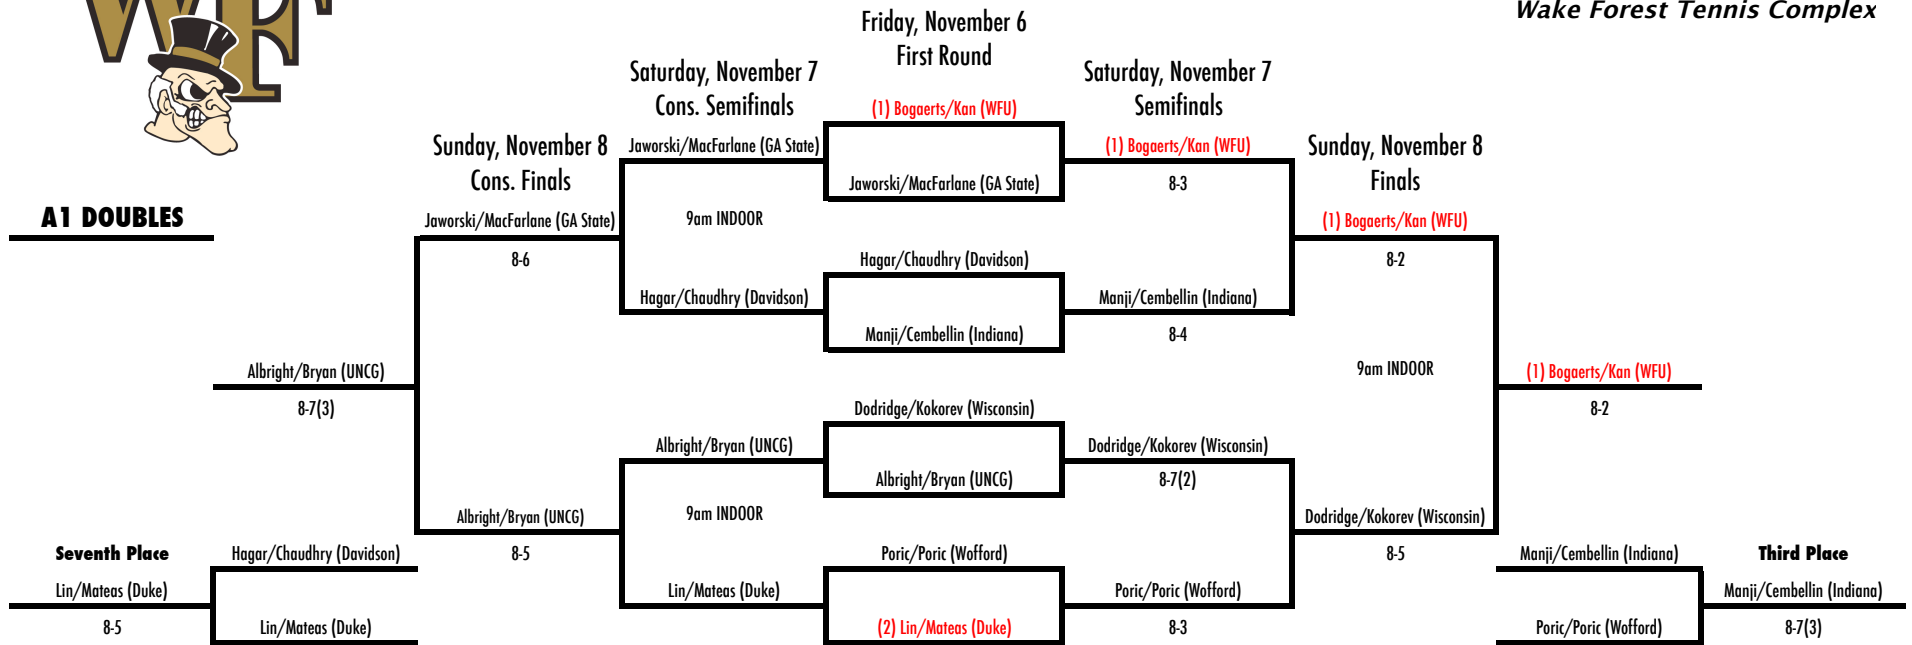 WF
Wake Forest Tennis Complex
Friday, November 6
First Round
Saturday, November 7
Cons. Semifinals
Saturday, November 7
Semifinals
(1) Bogaerts/Kan (WFU)
Sunday, November 8
Cons. Finals
Jaworski/MacFarlane (GA State)
(1) Bogaerts/Kan (WFU)
Sunday, November 8
Finals
Jaworski/MacFarlane (GA State)
8-3
A1 DOUBLES
Jaworski/MacFarlane (GA State)
9am INDOOR
(1) Bogaerts/Kan (WFU)
8-6
Hagar/Chaudhry (Davidson)
8-2
Hagar/Chaudhry (Davidson)
Manji/Cembellin (Indiana)
Manji/Cembellin (Indiana)
8-4
Albright/Bryan (UNCG)
9am INDOOR
(1) Bogaerts/Kan (WFU)
8-7(3)
Dodridge/Kokorev (Wisconsin)
8-2
Albright/Bryan (UNCG)
Dodridge/Kokorev (Wisconsin)
Albright/Bryan (UNCG)
8-7(2)
Albright/Bryan (UNCG)
9am INDOOR
Dodridge/Kokorev (Wisconsin)
Seventh Place
Hagar/Chaudhry (Davidson)
8-5
Poric/Poric (Wofford)
8-5
Manji/Cembellin (Indiana)
Third Place
Lin/Mateas (Duke)
Lin/Mateas (Duke)
Poric/Poric (Wofford)
Manji/Cembellin (Indiana)
8-5
Lin/Mateas (Duke)
(2) Lin/Mateas (Duke)
8-3
Poric/Poric (Wofford)
8-7(3)